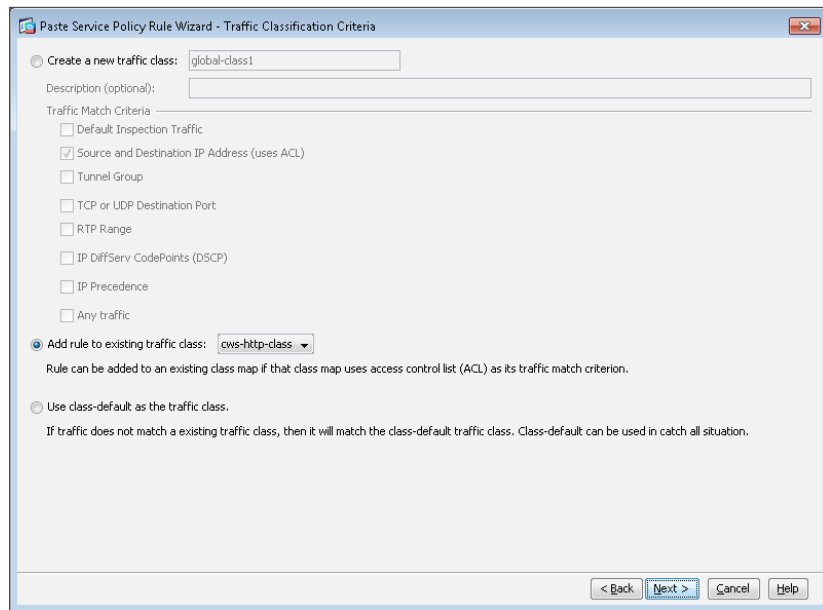 Paste Service Policy Rule Wizard - Traffic Classification Criteria
Create a new traffic class: global-class1
Description (optional):
Traffic Match Criteria
Default Inspection Traffic
Source and Destination IP Address (uses ACL)
Tunnel Group
TCP or UDP Destination Port
RTP Range
IP DiffServ CodePoints (DSCP)
IP Precedence
Any traffic
Add rule to existing traffic class: cws-http-class
Rule can be added to an existing class map if that class map uses access control list (ACL) as its traffic match criterion.
Use class-default as the traffic class.
If traffic does not match a existing traffic class, then it will match the class-default traffic class. Class-default can be used in catch all situation.
< Back Next > Cancel Help